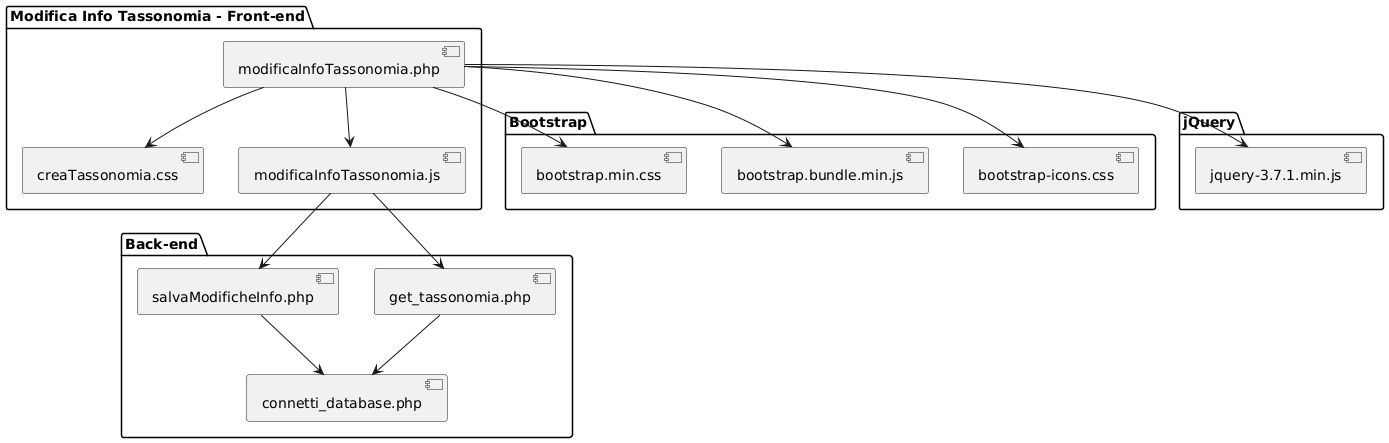 Modifica Info Tassonomia - Front-end
modificaInfoTassonomia.php
creaTassonomia.css
modificaInfoTassonomia.js
Bootstrap
bootstrap.min.css
bootstrap.bundle.min.js
bootstrap-icons.css
jQuery
jquery-3.7.1.min.js
Back-end
salvaModificheInfo.php
get_tassonomia.php
connetti_database.php